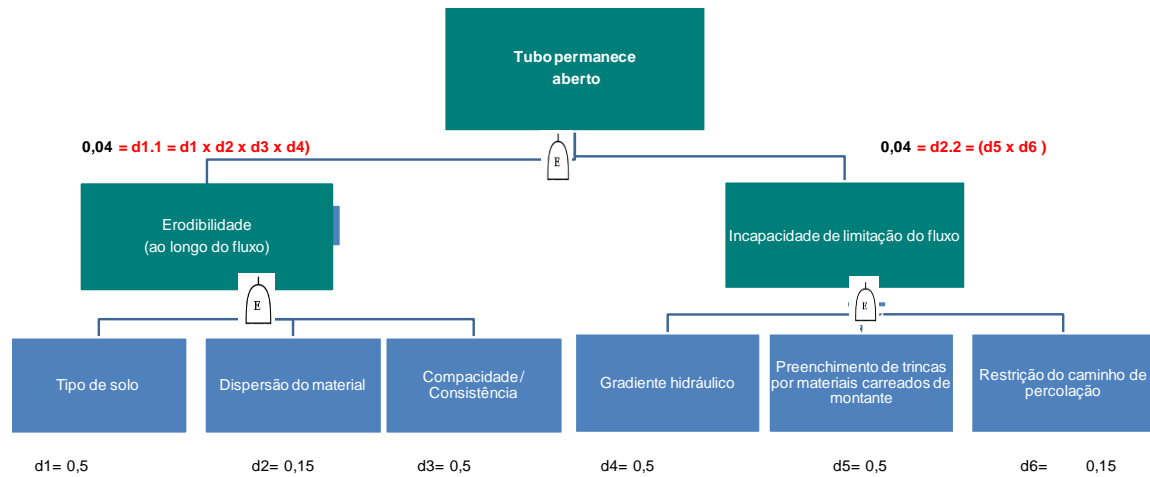 Tubo permanece
aberto
0,04 = d1.1 = d1 x d2 x d3 x d4)
0,04 = d2.2 = (d5 x d6 )
E
Erodibilidade
(ao longo do fluxo)
Incapacidade de limitação do fluxo
E
E
Tipo de solo
Dispersão do material
Compacidade/
Consistência
Gradiente hidráulico
Preenchimento de trincas
por materiais carreados de
montante
Restrição do caminho de
percolação
d1= 0,5
d2= 0,15
d3= 0,5
d4= 0,5
d5= 0,5
d6= 0,15